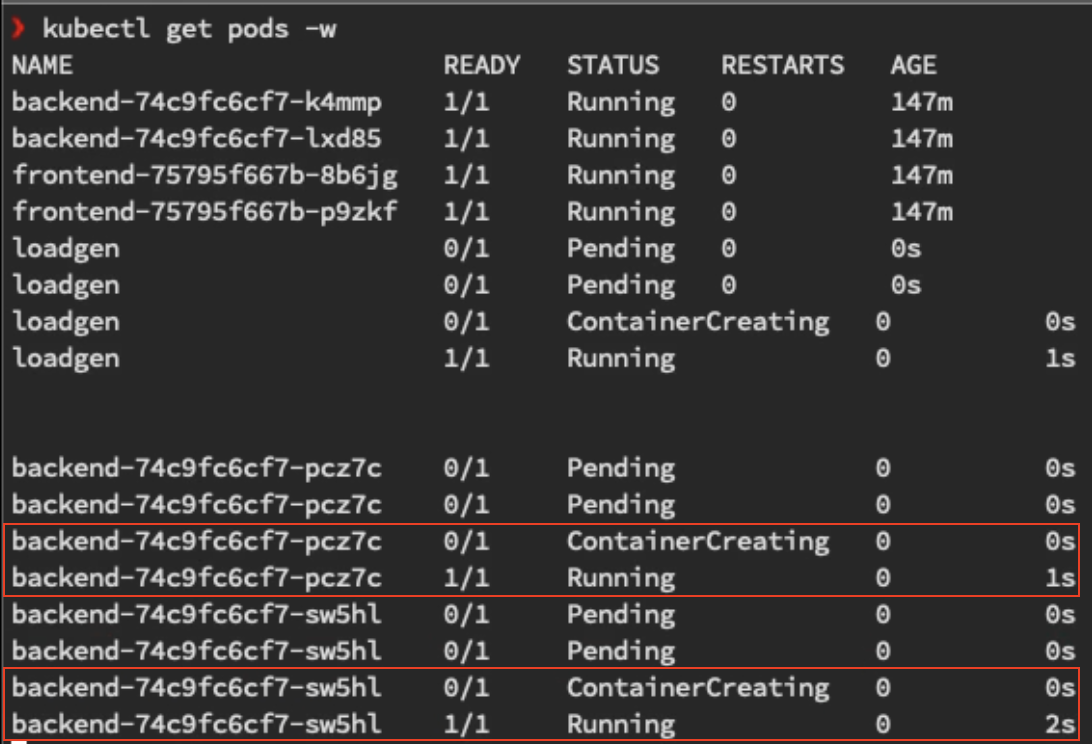 ❯ kubectl get pods -w
NAME READY STATUS RESTARTS AGE
backend-74c9fc6cf7-k4mmp 1/1 Running 0 147m
backend-74c9fc6cf7-lxd85 1/1 Running 0 147m
frontend-75795f667b-8b6jg 1/1 Running 0 147m
frontend-75795f667b-p9zkf 1/1 Running 0 147m
loadgen 0/1 Pending 0 0s
loadgen 0/1 Pending 0 0s
loadgen 0/1 ContainerCreating 0 0s
loadgen 1/1 Running 0 1s
backend-74c9fc6cf7-pcz7c 0/1 Pending 0 0s
backend-74c9fc6cf7-pcz7c 0/1 Pending 0 0s
backend-74c9fc6cf7-pcz7c 0/1 ContainerCreating 0 0s
backend-74c9fc6cf7-pcz7c 1/1 Running 0 1s
backend-74c9fc6cf7-sw5hl 0/1 Pending 0 0s
backend-74c9fc6cf7-sw5hl 0/1 Pending 0 0s
backend-74c9fc6cf7-sw5hl 0/1 ContainerCreating 0 0s
backend-74c9fc6cf7-sw5hl 1/1 Running 0 2s